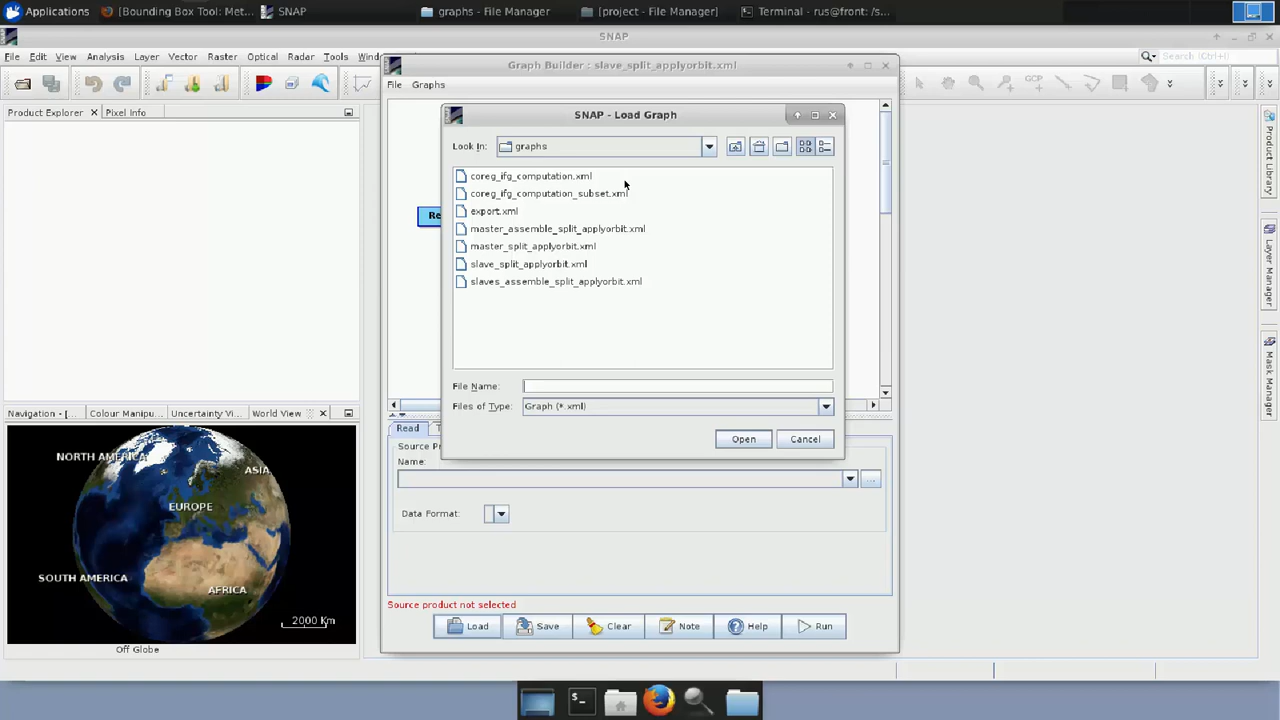 Applications
[Bounding Box Tool: Met...
SNAP
graphs - File Manager
[project - File Manager]
Terminal - rus@front: /s...
SNAP
File Edit View Analysis Layer Vector Raster Optical Radar Tools Wind
Search (Ctrl+I)
Graph Builder : slave_split_applyorbit.xml
File Graphs
GCP
Product Explorer
Pixel Info
SNAP - Load Graph
Look In:
graphs
coreg_ifg_computation.xml
coreg_ifg_computation_subset.xml
export.xml
master_assemble_split_applyorbit.xml
master_split_applyorbit.xml
slave_split_applyorbit.xml
slaves_assemble_split_applyorbit.xml
Re
File Name:
Files of Type:
Graph (*.xml)
Open
Cancel
Product Library
Layer Manager
Mask Manager
Navigation - [...
Colour Manipu...
Uncertainty Vi...
World View
Read
Source Pr
Name:
...
Data Format:
NORTH AMERICA
ASIA
EUROPE
SOUTH AMERICA
AFRICA
2000 Km
Off Globe
Source product not selected
Load
Save
Clear
Note
Help
Run